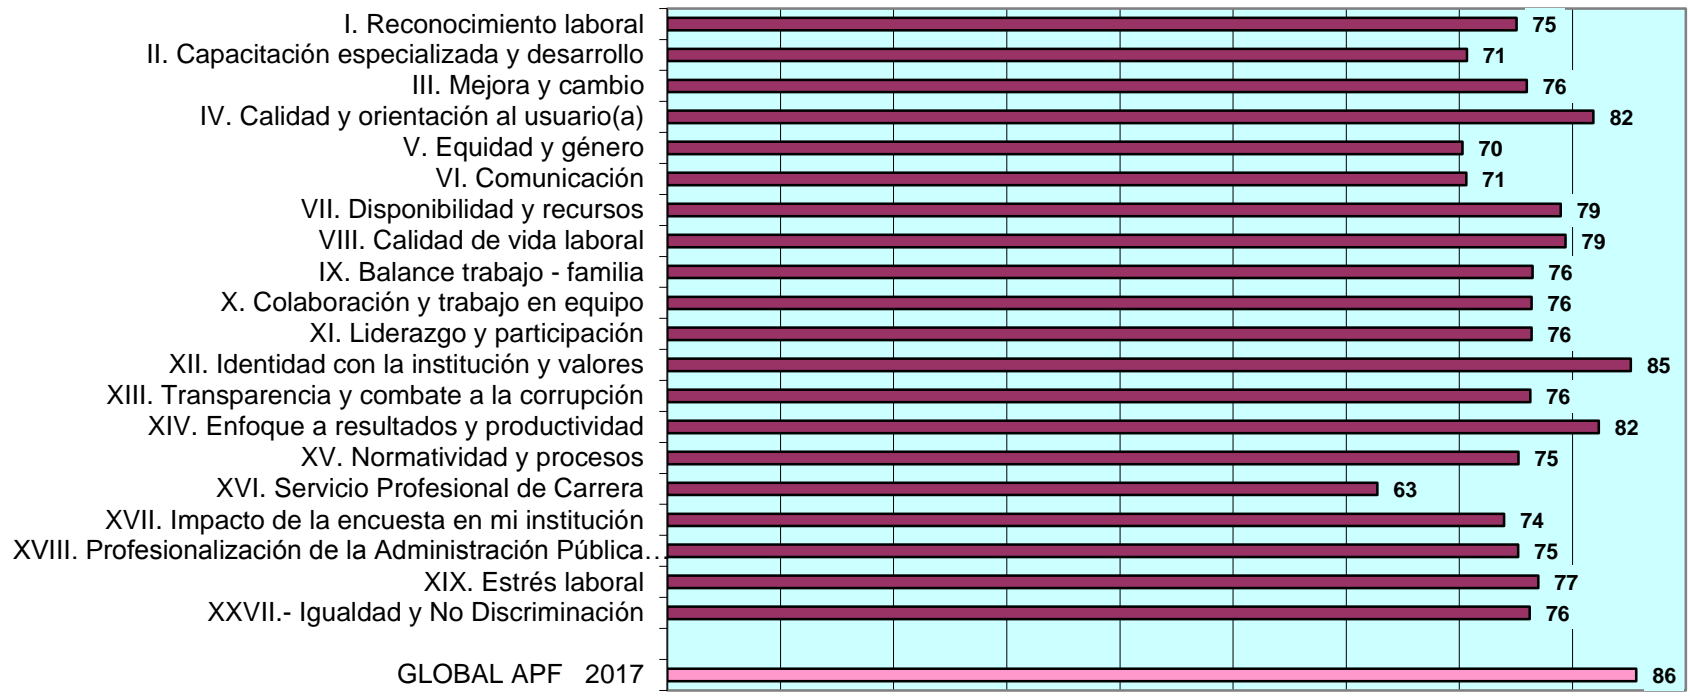 I. Reconocimiento laboral 75
II. Capacitación especializada y desarrollo 71
III. Mejora y cambio 76
IV. Calidad y orientación al usuario(a) 82
V. Equidad y género 70
VI. Comunicación 71
VII. Disponibilidad y recursos 79
VIII. Calidad de vida laboral 79
IX. Balance trabajo - familia 76
X. Colaboración y trabajo en equipo 76
XI. Liderazgo y participación 76
XII. Identidad con la institución y valores 85
XIII. Transparencia y combate a la corrupción 76
XIV. Enfoque a resultados y productividad 82
XV. Normatividad y procesos 75
XVI. Servicio Profesional de Carrera 63
XVII. Impacto de la encuesta en mi institución 74
XVIII. Profesionalización de la Administración Pública… 75
XIX. Estrés laboral 77
XXVII.- Igualdad y No Discriminación 76
GLOBAL APF 2017 86